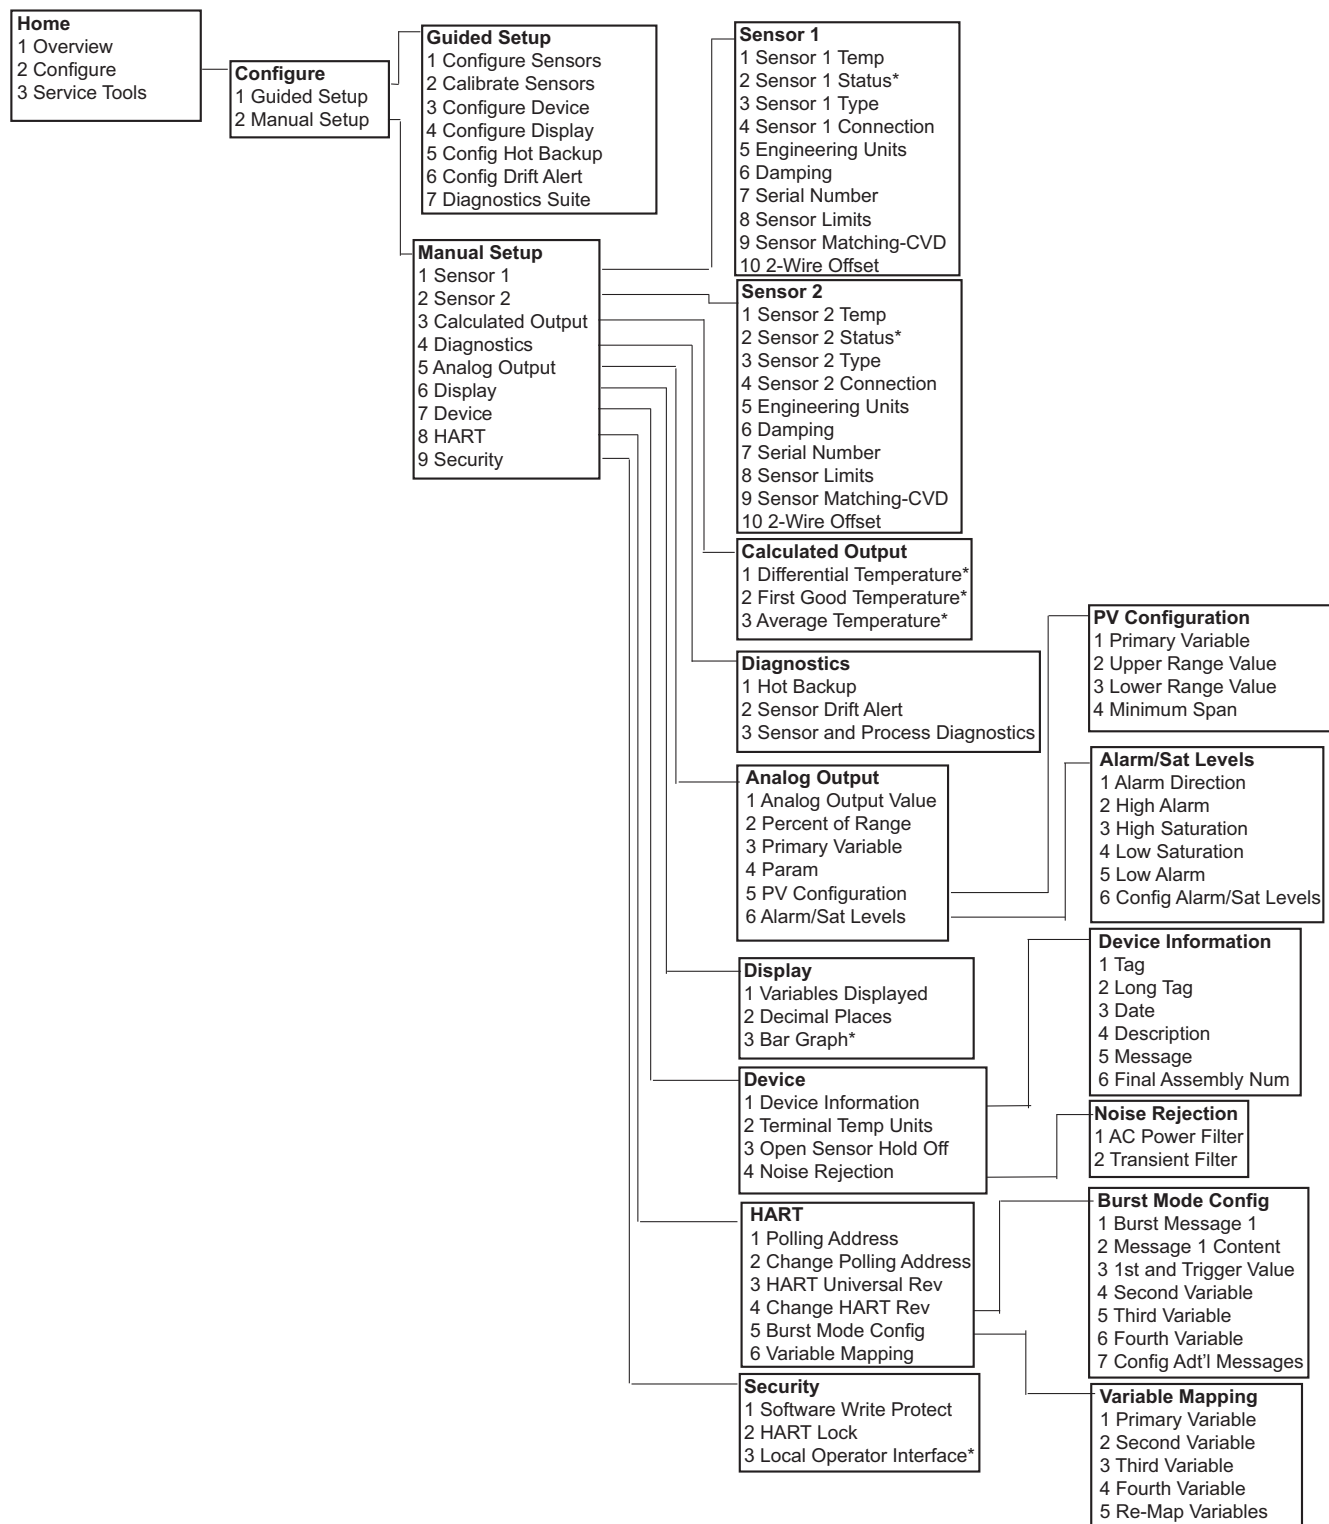 Home
1 Overview
2 Configure
3 Service Tools
Configure
1 Guided Setup
2 Manual Setup
Guided Setup
1 Configure Sensors
2 Calibrate Sensors
3 Configure Device
4 Configure Display
5 Config Hot Backup
6 Config Drift Alert
7 Diagnostics Suite
Manual Setup
1 Sensor 1
2 Sensor 2
3 Calculated Output
4 Diagnostics
5 Analog Output
6 Display
7 Device
8 HART
9 Security
Sensor 1
1 Sensor 1 Temp
2 Sensor 1 Status*
3 Sensor 1 Type
4 Sensor 1 Connection
5 Engineering Units
6 Damping
7 Serial Number
8 Sensor Limits
9 Sensor Matching-CVD
10 2-Wire Offset
Sensor 2
1 Sensor 2 Temp
2 Sensor 2 Status*
3 Sensor 2 Type
4 Sensor 2 Connection
5 Engineering Units
6 Damping
7 Serial Number
8 Sensor Limits
9 Sensor Matching-CVD
10 2-Wire Offset
Calculated Output
1 Differential Temperature*
2 First Good Temperature*
3 Average Temperature*
Diagnostics
1 Hot Backup
2 Sensor Drift Alert
3 Sensor and Process Diagnostics
Analog Output
1 Analog Output Value
2 Percent of Range
3 Primary Variable
4 Param
5 PV Configuration
6 Alarm/Sat Levels
Display
1 Variables Displayed
2 Decimal Places
3 Bar Graph*
Device
1 Device Information
2 Terminal Temp Units
3 Open Sensor Hold Off
4 Noise Rejection
HART
1 Polling Address
2 Change Polling Address
3 HART Universal Rev
4 Change HART Rev
5 Burst Mode Config
6 Variable Mapping
Security
1 Software Write Protect
2 HART Lock
3 Local Operator Interface*
PV Configuration
1 Primary Variable
2 Upper Range Value
3 Lower Range Value
4 Minimum Span
Alarm/Sat Levels
1 Alarm Direction
2 High Alarm
3 High Saturation
4 Low Saturation
5 Low Alarm
6 Config Alarm/Sat Levels
Device Information
1 Tag
2 Long Tag
3 Date
4 Description
5 Message
6 Final Assembly Num
Noise Rejection
1 AC Power Filter
2 Transient Filter
Burst Mode Config
1 Burst Message 1
2 Message 1 Content
3 1st and Trigger Value
4 Second Variable
5 Third Variable
6 Fourth Variable
7 Config Adt'l Messages
Variable Mapping
1 Primary Variable
2 Second Variable
3 Third Variable
4 Fourth Variable
5 Re-Map Variables